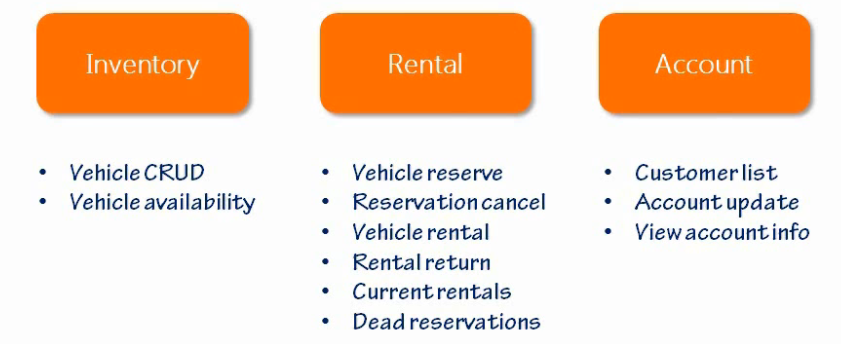 Inventory
Rental
Account
• Vehicle CRUD
• Vehicle availability
• Vehicle reserve
• Reservation cancel
• Vehicle rental
• Rental return
• Current rentals
• Dead reservations
• Customer list
• Account update
• View account info